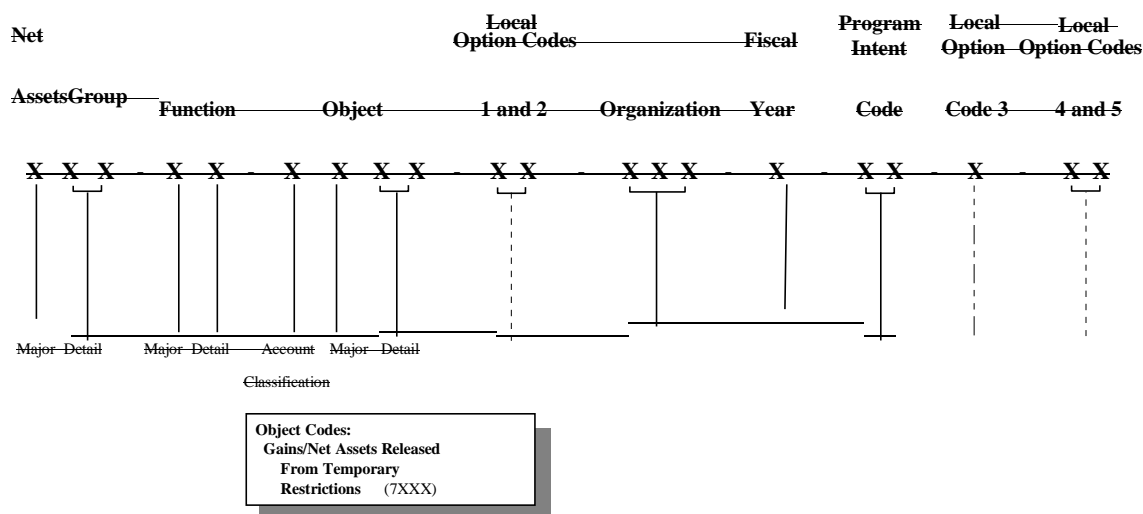 Net
Local
Option Codes
Fiscal
Program
Intent
Local
Option
Local
Option Codes
AssetsGroup
Function
Object
1 and 2
Organization
Year
Code
Code 3
4 and 5
X X X - X X - X X X X - X X - X X X - X - X X - X - X X
Major Detail Major Detail Account Major Detail
Classification
Object Codes:
Gains/Net Assets Released
From Temporary
Restrictions (7XXX)